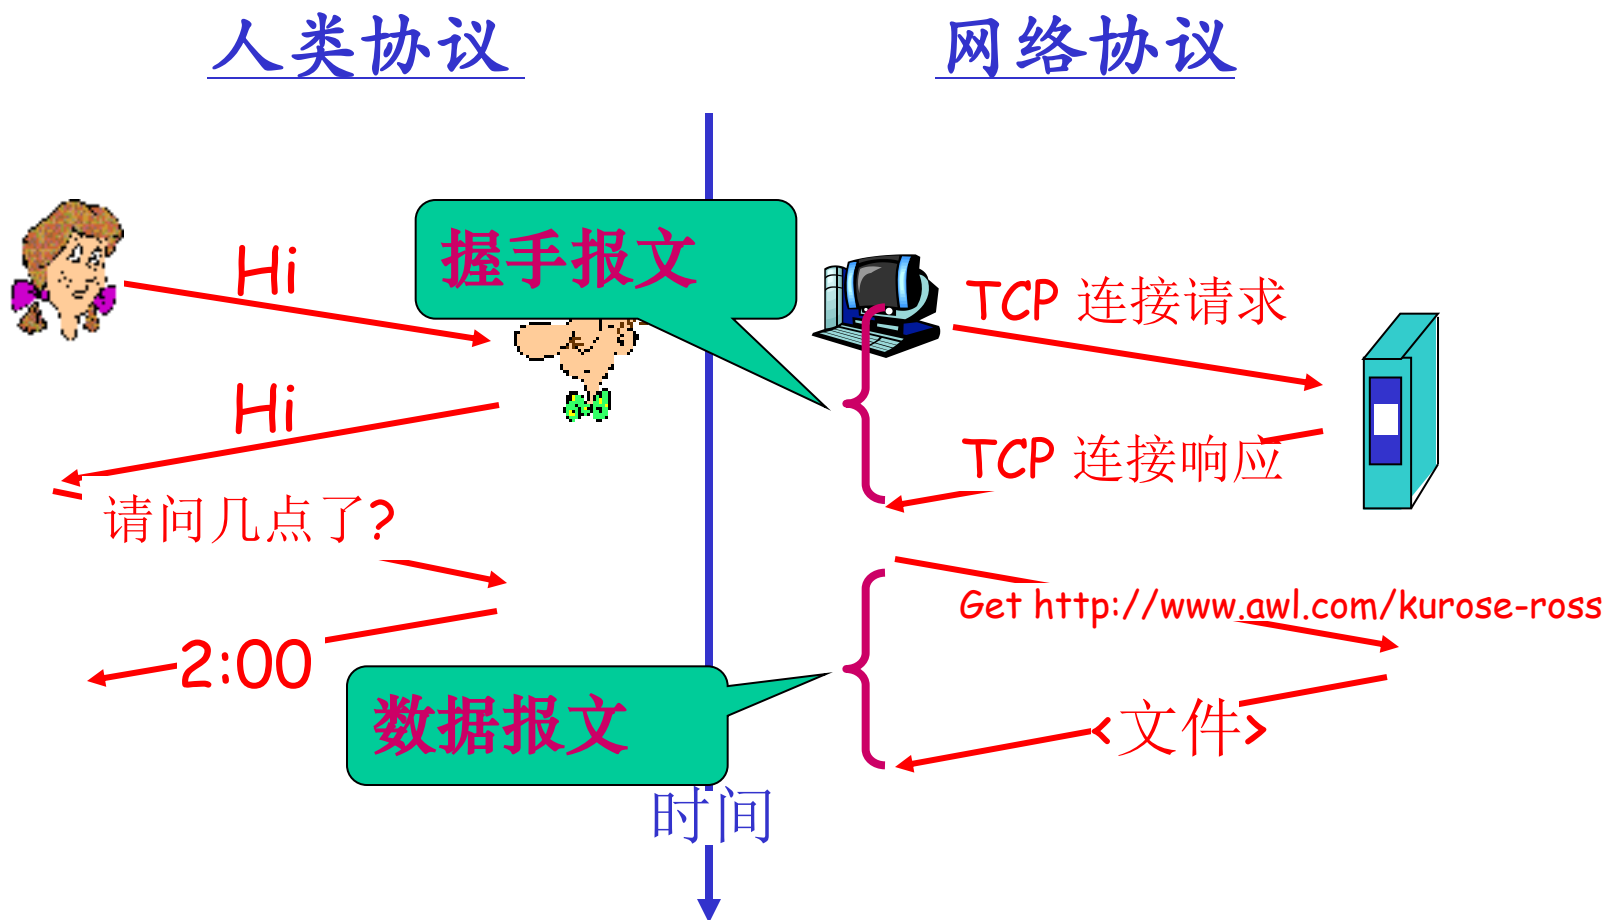 人类协议
网络协议
握手报文
Hi
TCP 连接请求
Hi
TCP 连接响应
请问几点了?
Get http://www.awl.com/kurose-ross
2:00
数据报文
<文件>
时间